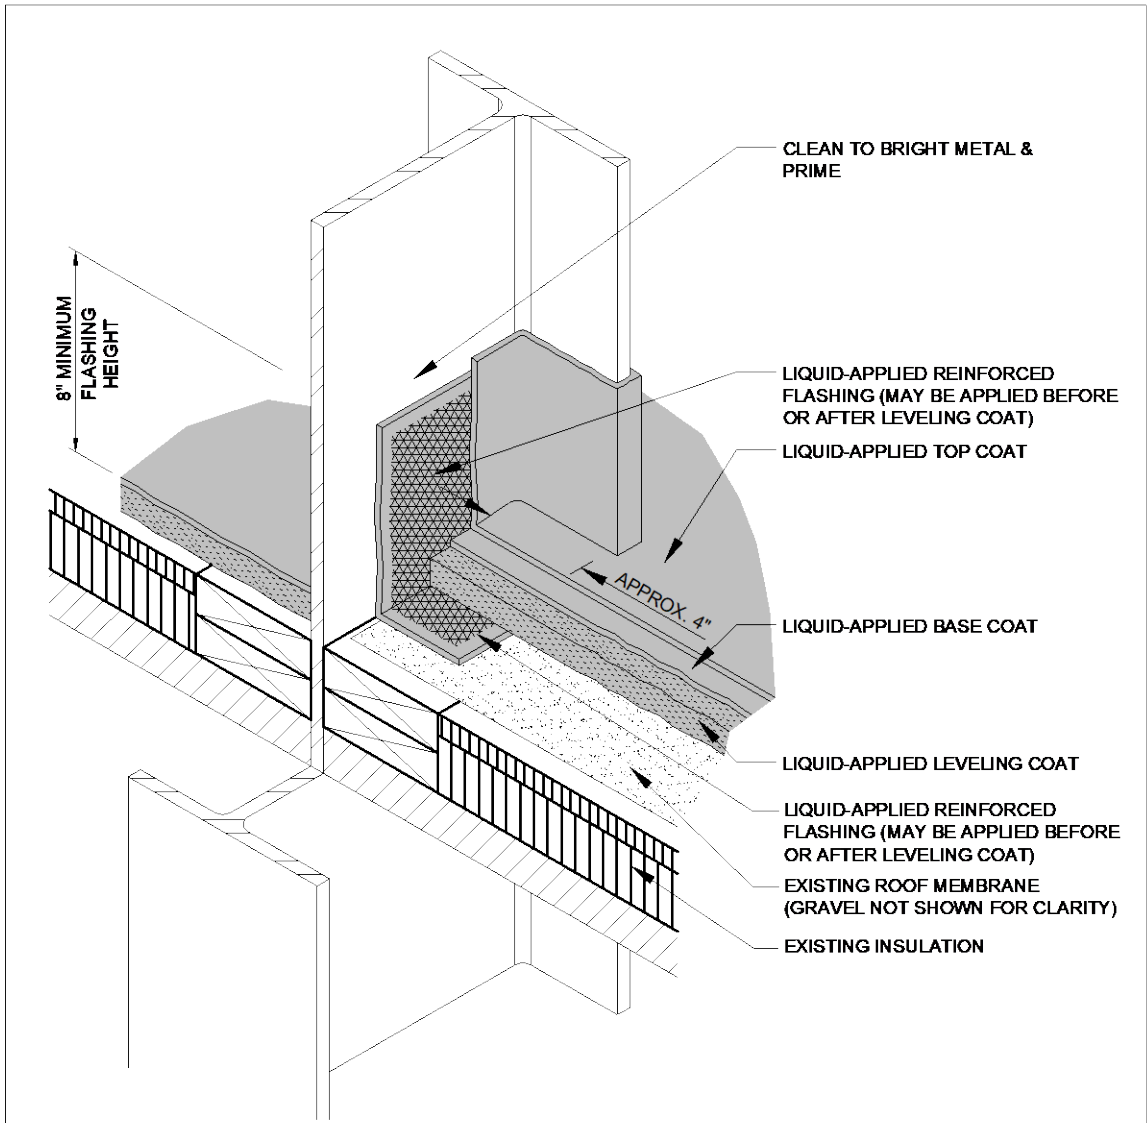 CLEAN TO BRIGHT METAL &
PRIME
8" MINIMUM
FLASHING
HEIGHT
LIQUID-APPLIED REINFORCED
FLASHING (MAY BE APPLIED BEFORE
OR AFTER LEVELING COAT)
LIQUID-APPLIED TOP COAT
APPROX. 4"
LIQUID-APPLIED BASE COAT
LIQUID-APPLIED LEVELING COAT
LIQUID-APPLIED REINFORCED
FLASHING (MAY BE APPLIED BEFORE
OR AFTER LEVELING COAT)
EXISTING ROOF MEMBRANE
(GRAVEL NOT SHOWN FOR CLARITY)
EXISTING INSULATION